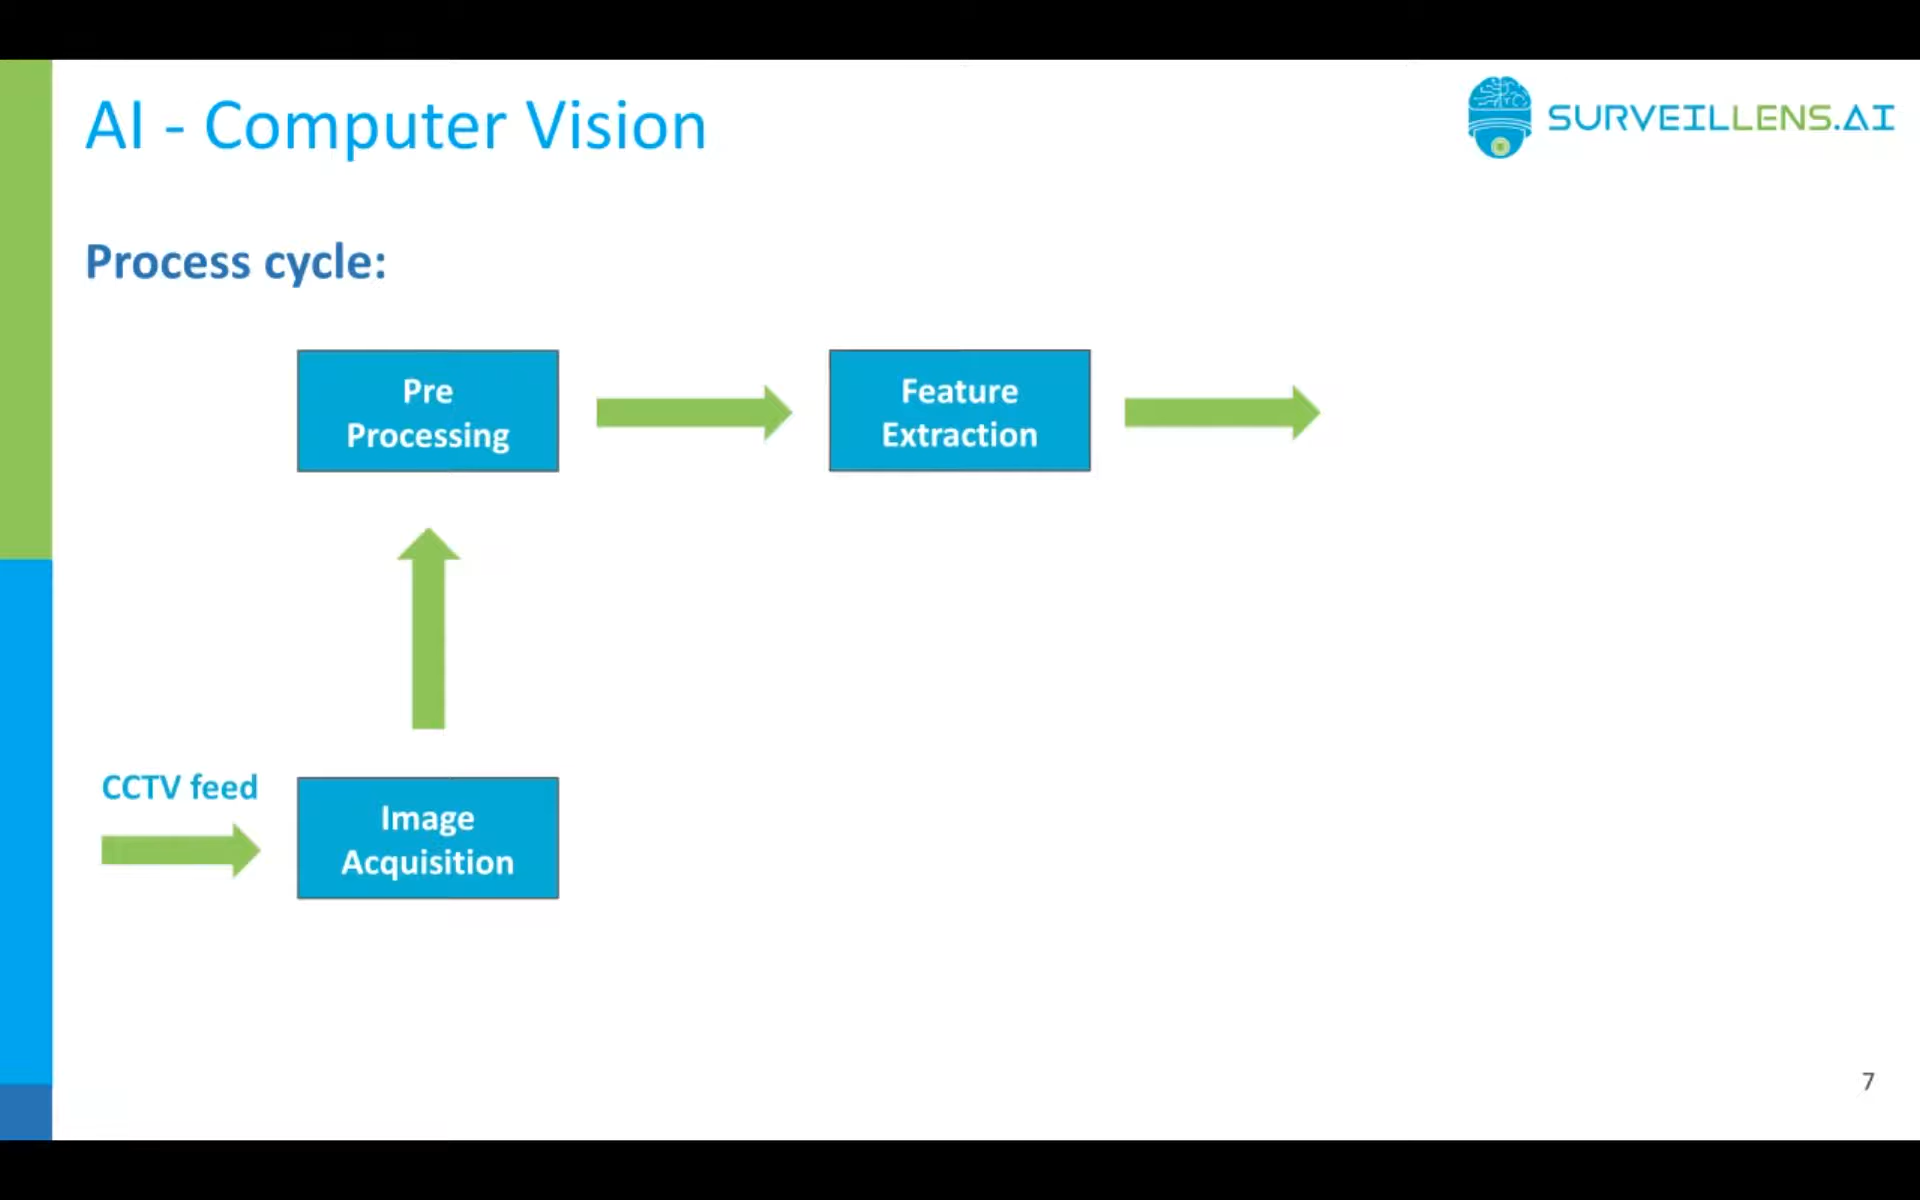 AI - Computer Vision
SURVEILLENS.AI
Process cycle:
Pre
Processing
Feature
Extraction
CCTV feed
Image
Acquisition
7